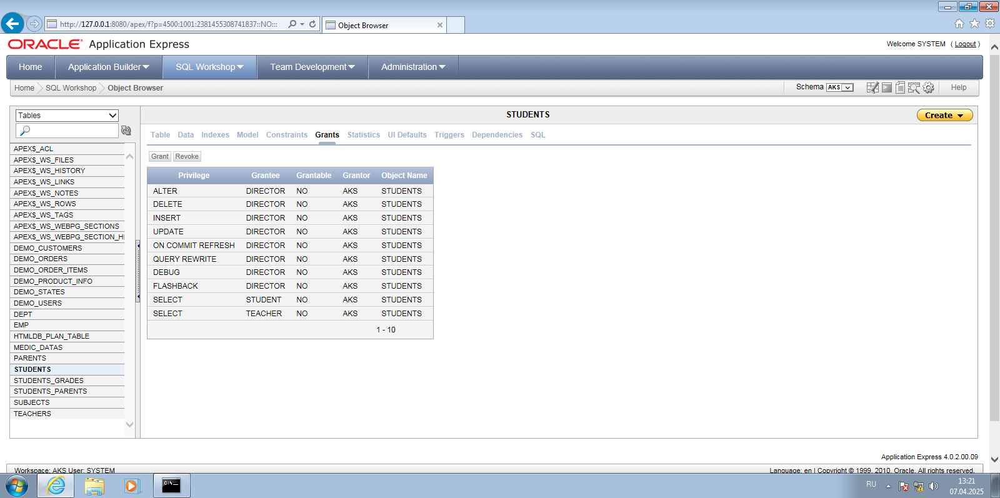 http://127.0.0.1:8080/apex/f?p=4500:1001:2381455308741837::NO:::
Object Browser
ORACLE® Application Express
Welcome SYSTEM ( Logout )
Home Application Builder SQL Workshop Team Development Administration
Home SQL Workshop Object Browser
Schema AKS Help
Tables
STUDENTS
Create
Table Data Indexes Model Constraints Grants Statistics UI Defaults Triggers Dependencies SQL
APEX$_ACL
APEX$_WS_FILES
APEX$_WS_HISTORY
APEX$_WS_LINKS
APEX$_WS_NOTES
APEX$_WS_ROWS
APEX$_WS_TAGS
APEX$_WS_WEBPG_SECTIONS
APEX$_WS_WEBPG_SECTION_HI
DEMO_CUSTOMERS
DEMO_ORDERS
DEMO_ORDER_ITEMS
DEMO_PRODUCT_INFO
DEMO_STATES
DEMO_USERS
DEPT
EMP
HTMLDB_PLAN_TABLE
MEDIC_DATAS
PARENTS
STUDENTS
STUDENTS_GRADES
STUDENTS_PARENTS
SUBJECTS
TEACHERS
Grant Revoke
Privilege Grantee Grantable Grantor Object Name
ALTER DIRECTOR NO AKS STUDENTS
DELETE DIRECTOR NO AKS STUDENTS
INSERT DIRECTOR NO AKS STUDENTS
UPDATE DIRECTOR NO AKS STUDENTS
ON COMMIT REFRESH DIRECTOR NO AKS STUDENTS
QUERY REWRITE DIRECTOR NO AKS STUDENTS
DEBUG DIRECTOR NO AKS STUDENTS
FLASHBACK DIRECTOR NO AKS STUDENTS
SELECT STUDENT NO AKS STUDENTS
SELECT TEACHER NO AKS STUDENTS
1 - 10
Application Express 4.0.2.00.09
Workspace: AKS User: SYSTEM
Language: en | Copyright © 1999, 2010, Oracle. All rights reserved.
C:\
RU
13:21
07.04.2025